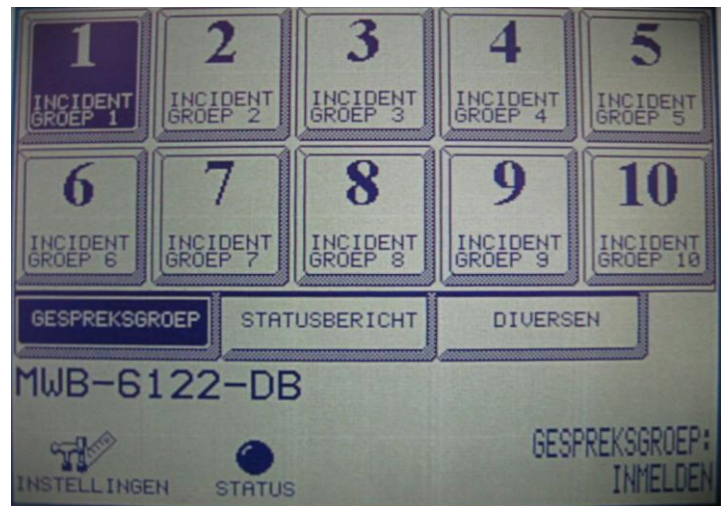 1 2 3 4 5
INCIDENT GROEP 1
INCIDENT GROEP 2
INCIDENT GROEP 3
INCIDENT GROEP 4
INCIDENT GROEP 5
6 7 8 9 10
INCIDENT GROEP 6
INCIDENT GROEP 7
INCIDENT GROEP 8
INCIDENT GROEP 9
INCIDENT GROEP 10
GESPREKSGROEP STATUSBERICHT DIVERSEN
MWB-6122-DB
INSTELLINGEN STATUS
GESPREKSGROEP:
INMELDEN